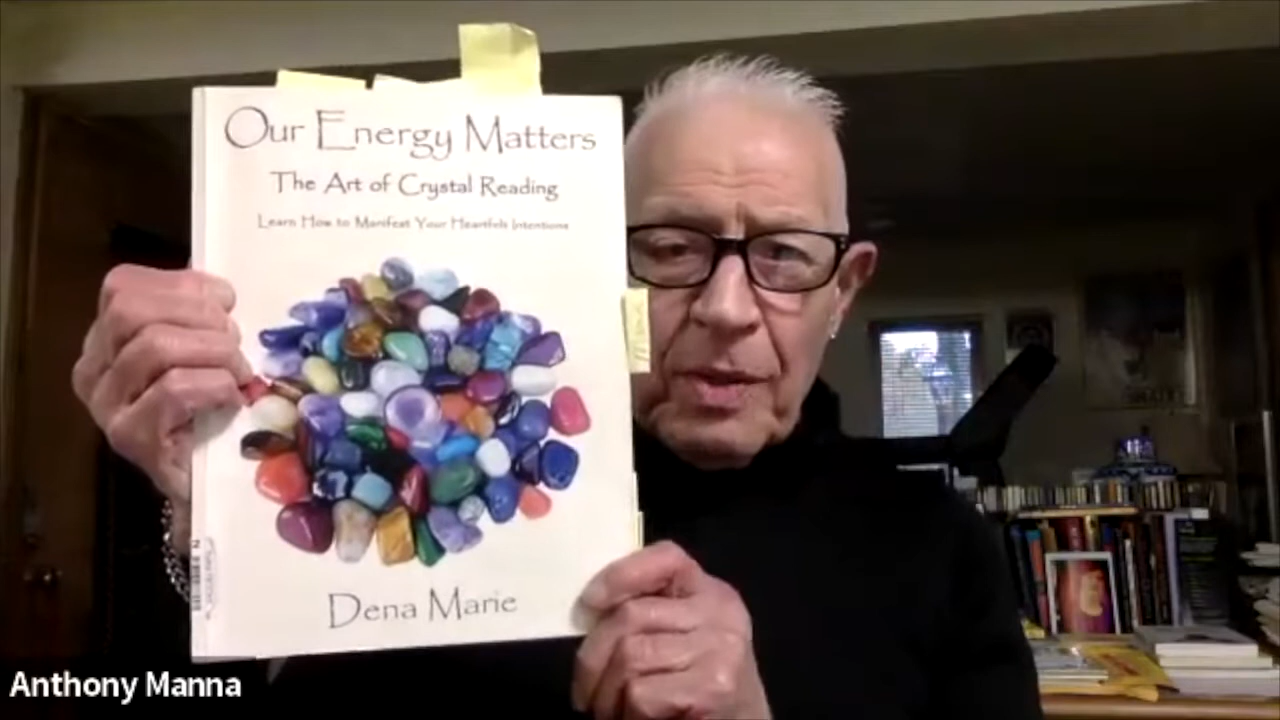 Our Energy Matters
The Art of Crystal Reading
Learn How to Manifest Your Heartfelt Intentions
Dena Marie
Anthony Manna